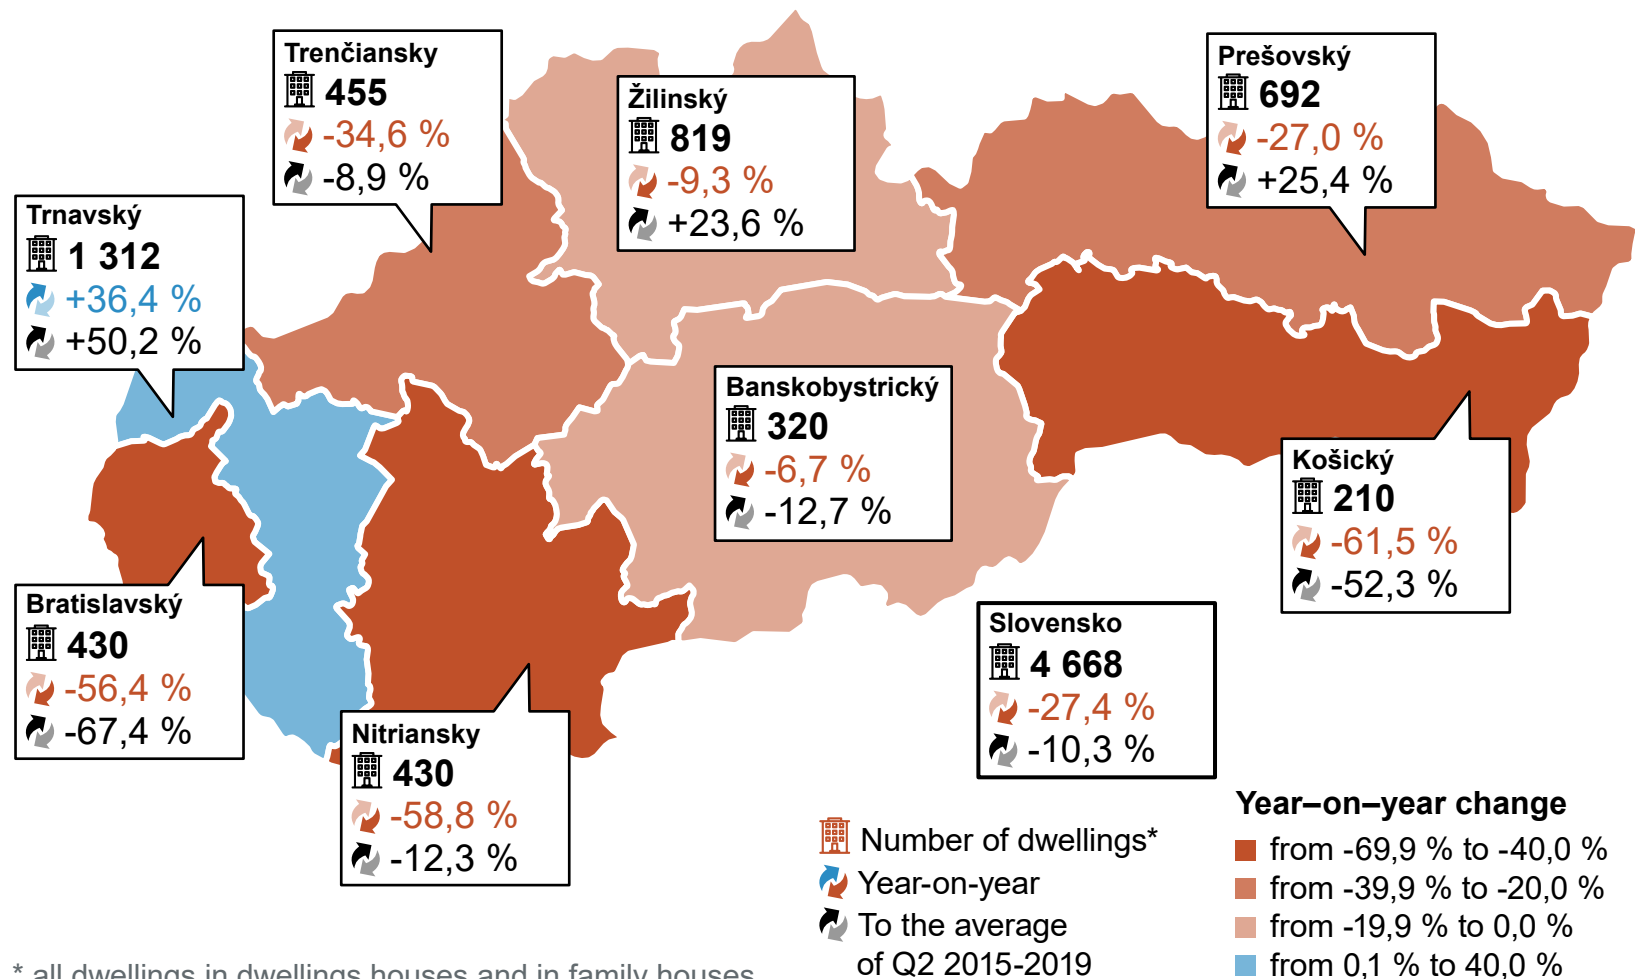 Trenčiansky
455
-34,6 %
-8,9 %
Žilinský
819
-9,3 %
+23,6 %
Prešovský
692
-27,0 %
+25,4 %
Trnavský
1 312
+36,4 %
+50,2 %
Banskobystrický
320
-6,7 %
-12,7 %
Košický
210
-61,5 %
-52,3 %
Bratislavský
430
-56,4 %
-67,4 %
Nitriansky
430
-58,8 %
-12,3 %
Slovensko
4 668
-27,4 %
-10,3 %
Number of dwellings*
Year-on-year
To the average
of Q2 2015-2019
Year–on–year change
from -69,9 % to -40,0 %
from -39,9 % to -20,0 %
from -19,9 % to 0,0 %
from 0,1 % to 40,0 %
* all dwellings in dwellings houses and in family houses